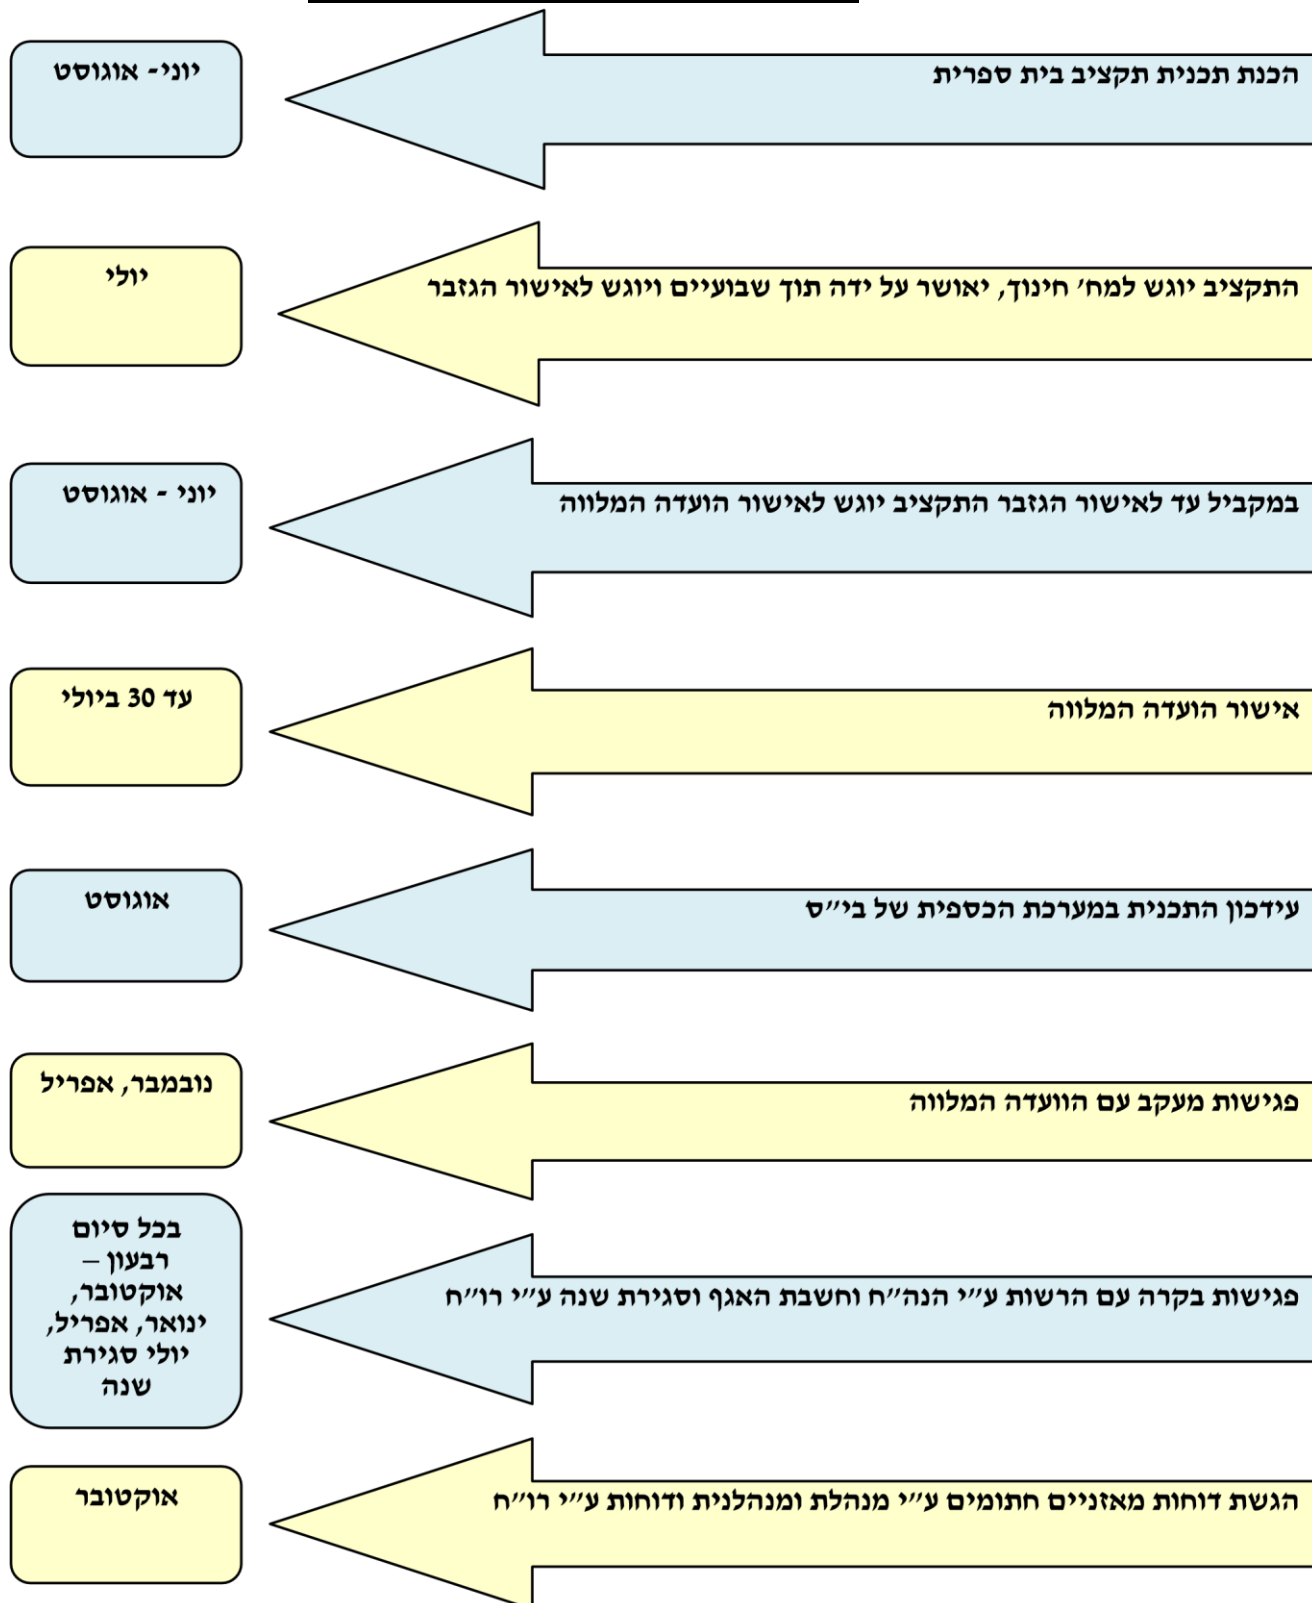 הכנת תכנית תקציב בית ספרית
יוני- אוגוסט
התקציב יוגש למח' חינוך, יאושר על ידה תוך שבועיים ויוגש לאישור הגזבר
יולי
במקביל עד לאישור הגזבר התקציב יוגש לאישור הועדה המלווה
יוני - אוגוסט
אישור הועדה המלווה
עד 30 ביולי
עידכון התכנית במערכת הכספית של בי״ס
אוגוסט
פגישות מעקב עם הוועדה המלווה
נובמבר, אפריל
פגישות בקרה עם הרשות ע״י הנה״ח וחשבת האגף וסגירת שנה ע״י רו״ח
בכל סיום
רבעון –
אוקטובר,
ינואר, אפריל,
יולי סגירת
שנה
הגשת דוחות מאזניים חתומים ע״י מנהלת ומנהלנית ודוחות ע״י רו״ח
אוקטובר